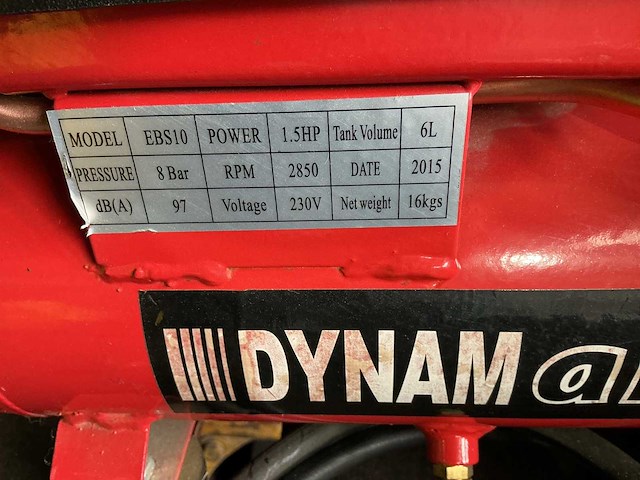 MODEL EBS10 POWER 1.5HP Tank Volume 6L
PRESSURE 8 Bar RPM 2850 DATE 2015
dB(A) 97 Voltage 230V Net weight 16kgs
DYNAM a